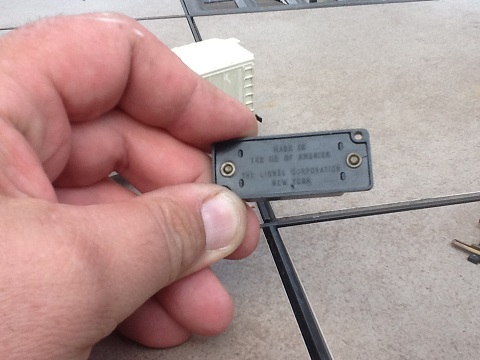 MADE IN
THE US OF AMERICA
THE LIONEL CORPORATION
NEW YORK